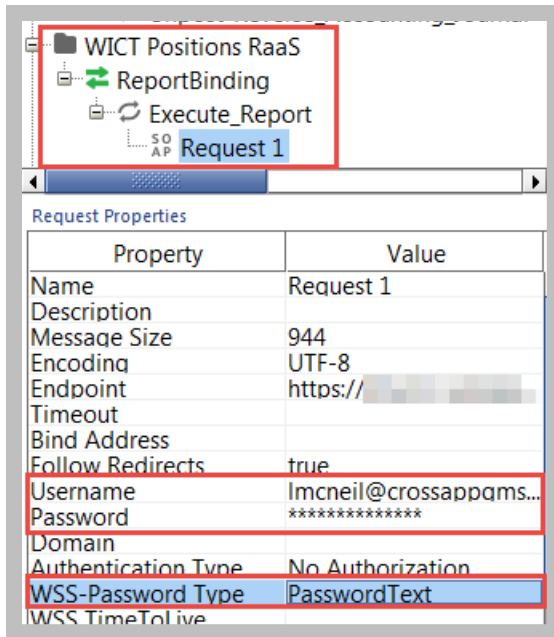 WICT Positions RaaS
ReportBinding
Execute_Report
SO AP Request 1
Request Properties
Property Value
Name Request 1
Description
Message Size 944
Encoding UTF-8
Endpoint https://
Timeout
Bind Address
Follow Redirects true
Username lmcneil@crossappgms...
Password **************
Domain
Authentication Type No Authorization
WSS-Password Type PasswordText
WSS TimeToLive